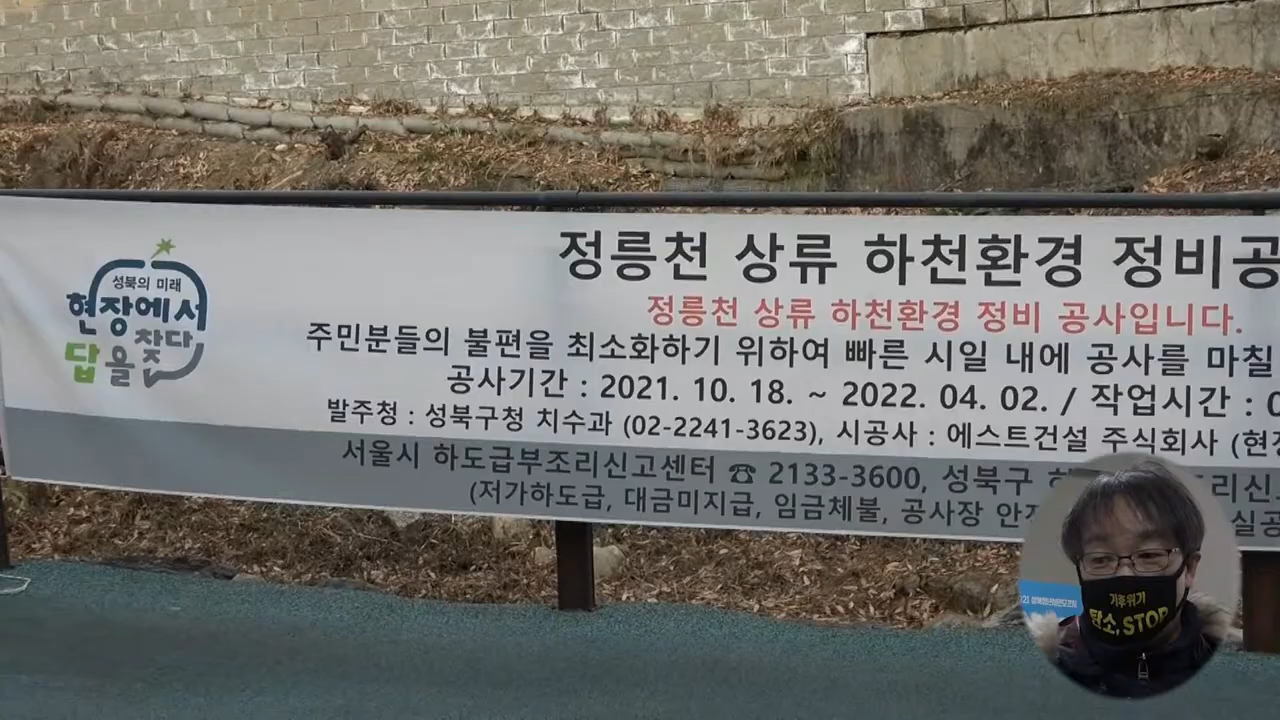 성북의 미래
현장에서
답을 찾다
정릉천 상류 하천환경 정비공
정릉천 상류 하천환경 정비 공사입니다.
주민분들의 불편을 최소화하기 위하여 빠른 시일 내에 공사를 마칠
공사기간 : 2021. 10. 18. ~ 2022. 04. 02. / 작업시간 : 0
발주청 : 성북구청 치수과 (02-2241-3623), 시공사 : 에스트건설 주식회사 (현장
서울시 하도급부조리신고센터 ☎ 2133-3600, 성북구
(저가하도급, 대금미지급, 임금체불, 공사장
기후위기
탄소, STOP